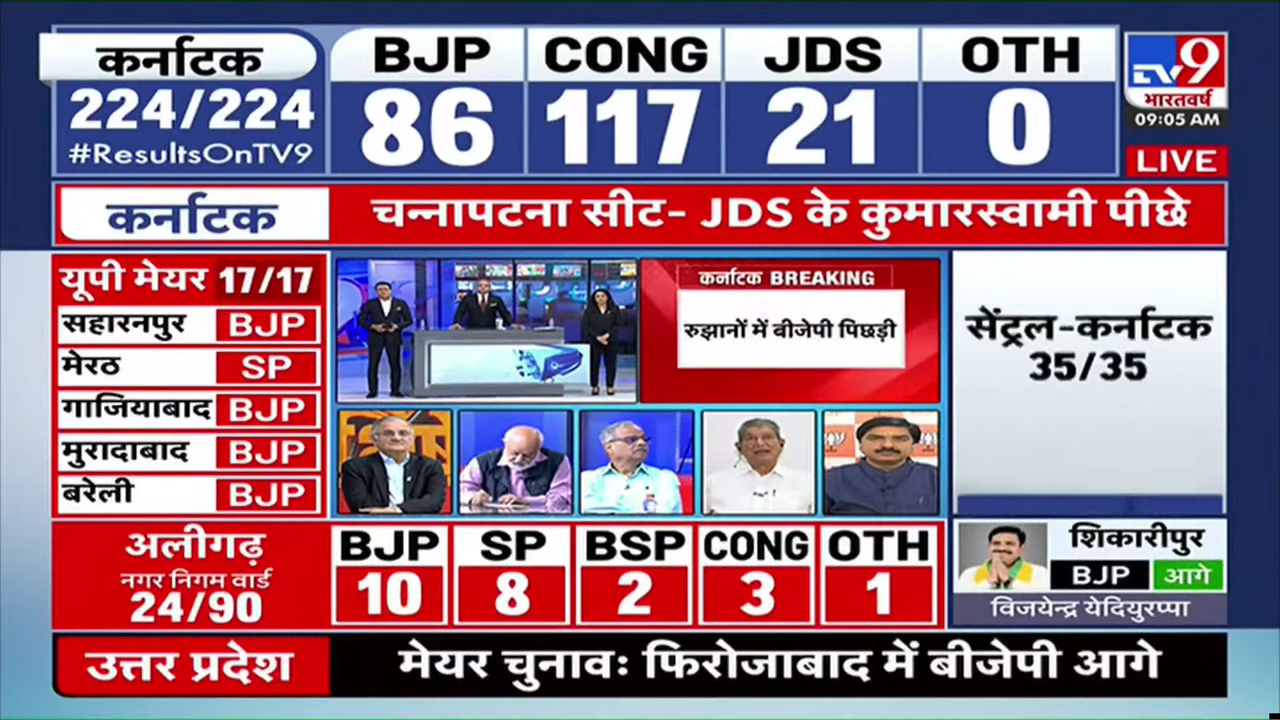 कर्नाटक
224/224
#ResultsOnTV9
BJP CONG JDS OTH
86 117 21 0
TV9
भारतवर्ष
09:05 AM
LIVE
कर्नाटक
चन्नापटना सीट- JDS के कुमारस्वामी पीछे
यूपी मेयर 17/17
सहारनपुर BJP
मेरठ SP
गाजियाबाद BJP
मुरादाबाद BJP
बरेली BJP
कर्नाटक BREAKING
रुझानों में बीजेपी पिछड़ी
सेंट्रल-कर्नाटक
35/35
अलीगढ़
नगर निगम वार्ड
24/90
BJP SP BSP CONG OTH
10 8 2 3 1
शिकारीपुर
BJP आगे
विजयेन्द्र येदियुरप्पा
उत्तर प्रदेश
मेयर चुनावः फिरोजाबाद में बीजेपी आगे